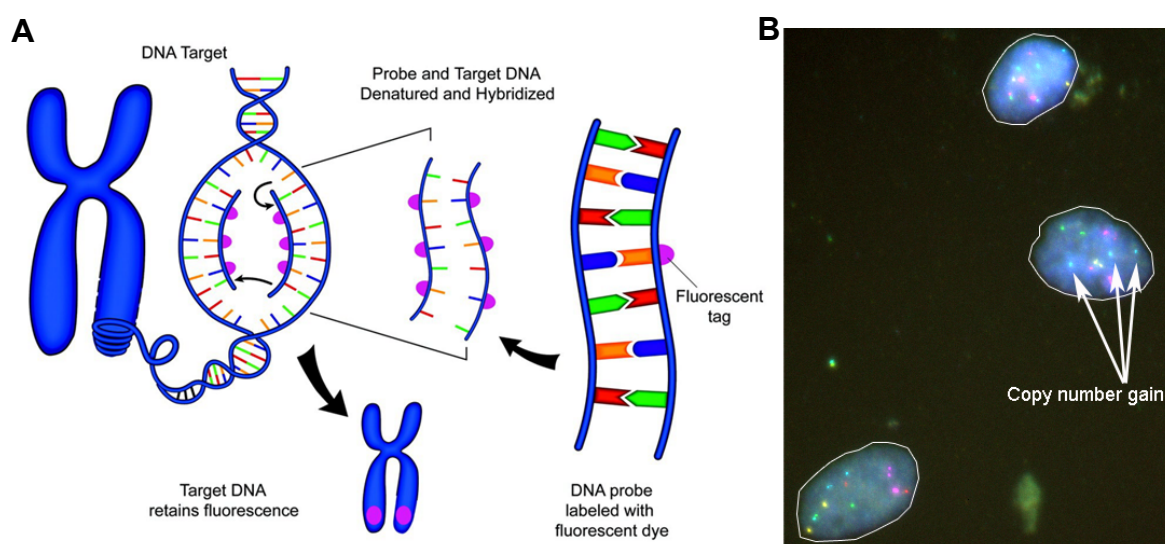 A
DNA Target
Probe and Target DNA
Denatured and Hybridized
Fluorescent
tag
Target DNA
retains fluorescence
DNA probe
labeled with
fluorescent dye
B
Copy number gain